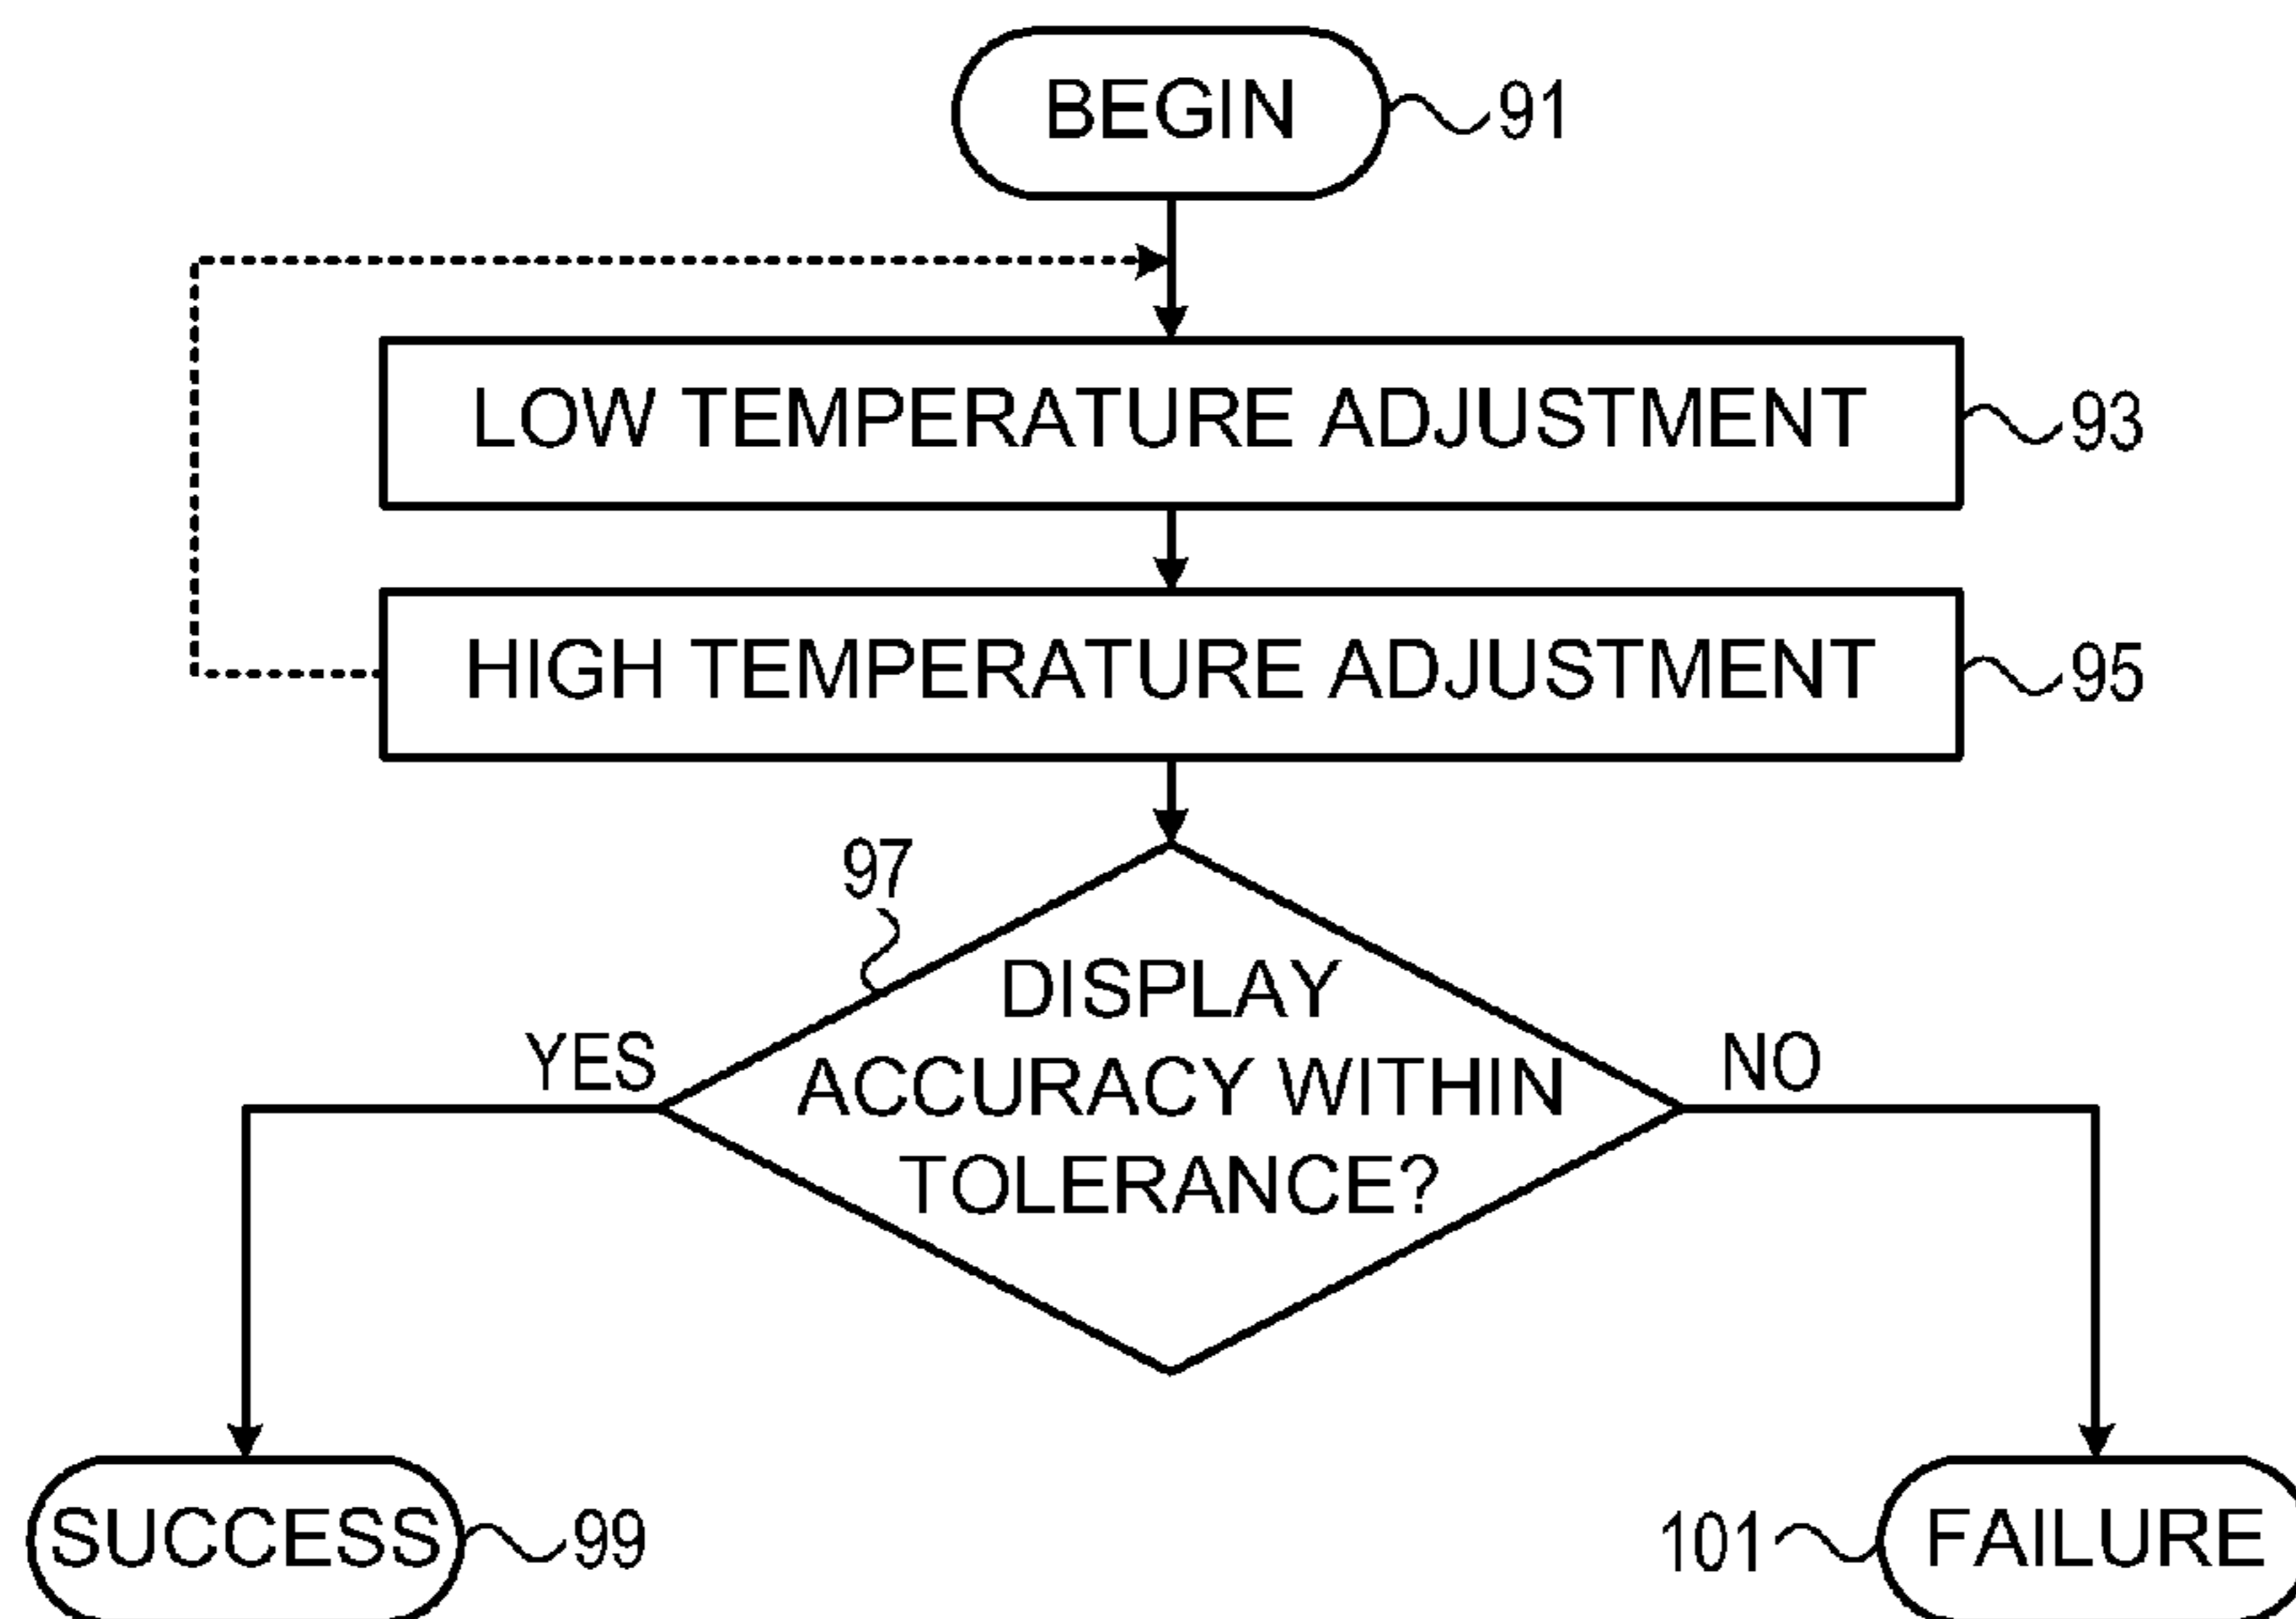 BEGIN
91
LOW TEMPERATURE ADJUSTMENT
93
HIGH TEMPERATURE ADJUSTMENT
95
97
DISPLAY
ACCURACY WITHIN
TOLERANCE?
YES
NO
SUCCESS
99
101
FAILURE